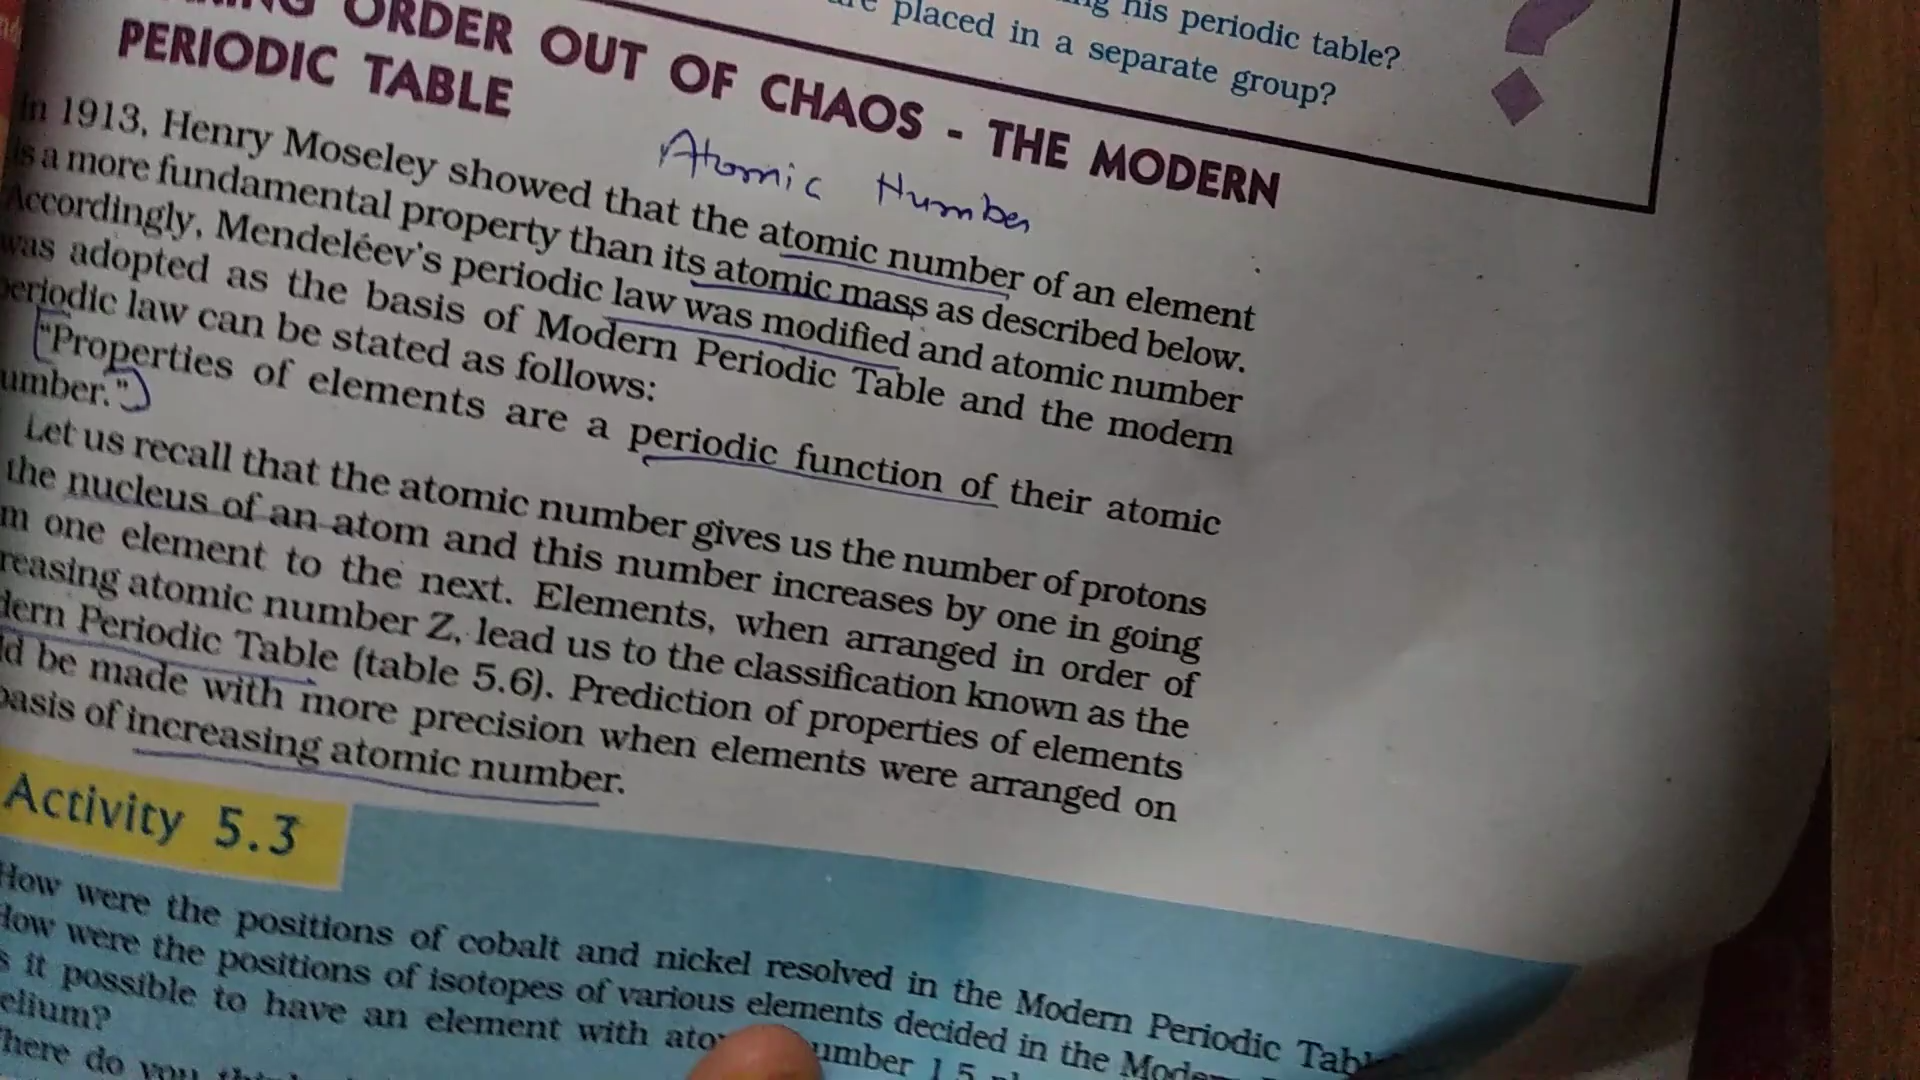 his periodic table?
placed in a separate group?
ORDER OUT OF CHAOS - THE MODERN
PERIODIC TABLE
Atomic Number
In 1913, Henry Moseley showed that the atomic number of an element
is a more fundamental property than its atomic mass as described below.
Accordingly, Mendeléev's periodic law was modified and atomic number
was adopted as the basis of Modern Periodic Table and the modern
periodic law can be stated as follows:
"Properties of elements are a periodic function of their atomic
umber."
Let us recall that the atomic number gives us the number of protons
the nucleus of an atom and this number increases by one in going
m one element to the next. Elements, when arranged in order of
reasing atomic number Z, lead us to the classification known as the
dern Periodic Table (table 5.6). Prediction of properties of elements
ld be made with more precision when elements were arranged on
basis of increasing atomic number.
Activity 5.3
How were the positions of cobalt and nickel resolved in the Modern Periodic Tabl
How were the positions of isotopes of various elements decided in the Moder
s it possible to have an element with ato umber 1.5
elium?
here do you